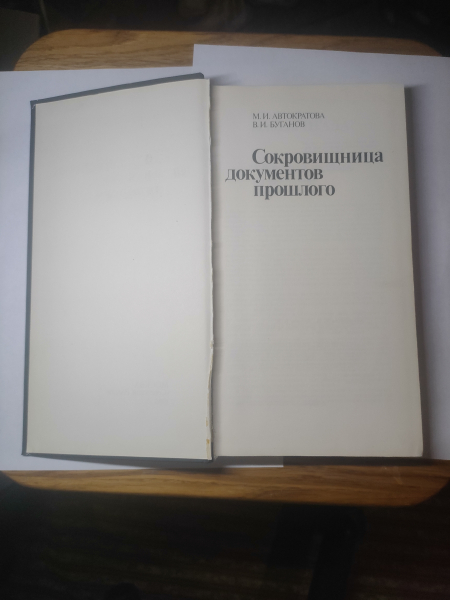 М. И. АВТОКРАТОВА
В. И. БУГАНОВ
Сокровищница
документов
прошлого